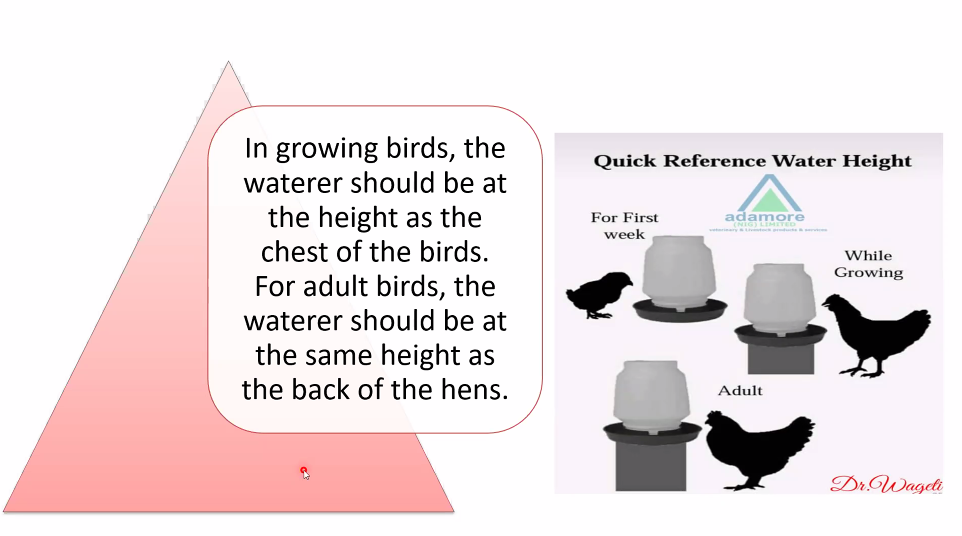 In growing birds, the
waterer should be at
the height as the
chest of the birds.
For adult birds, the
waterer should be at
the same height as
the back of the hens.
Quick Reference Water Height
adamore
(NIG) LIMITED
veterinary & Livestock products & services
For First
week
While
Growing
Adult
Dr.Wageti